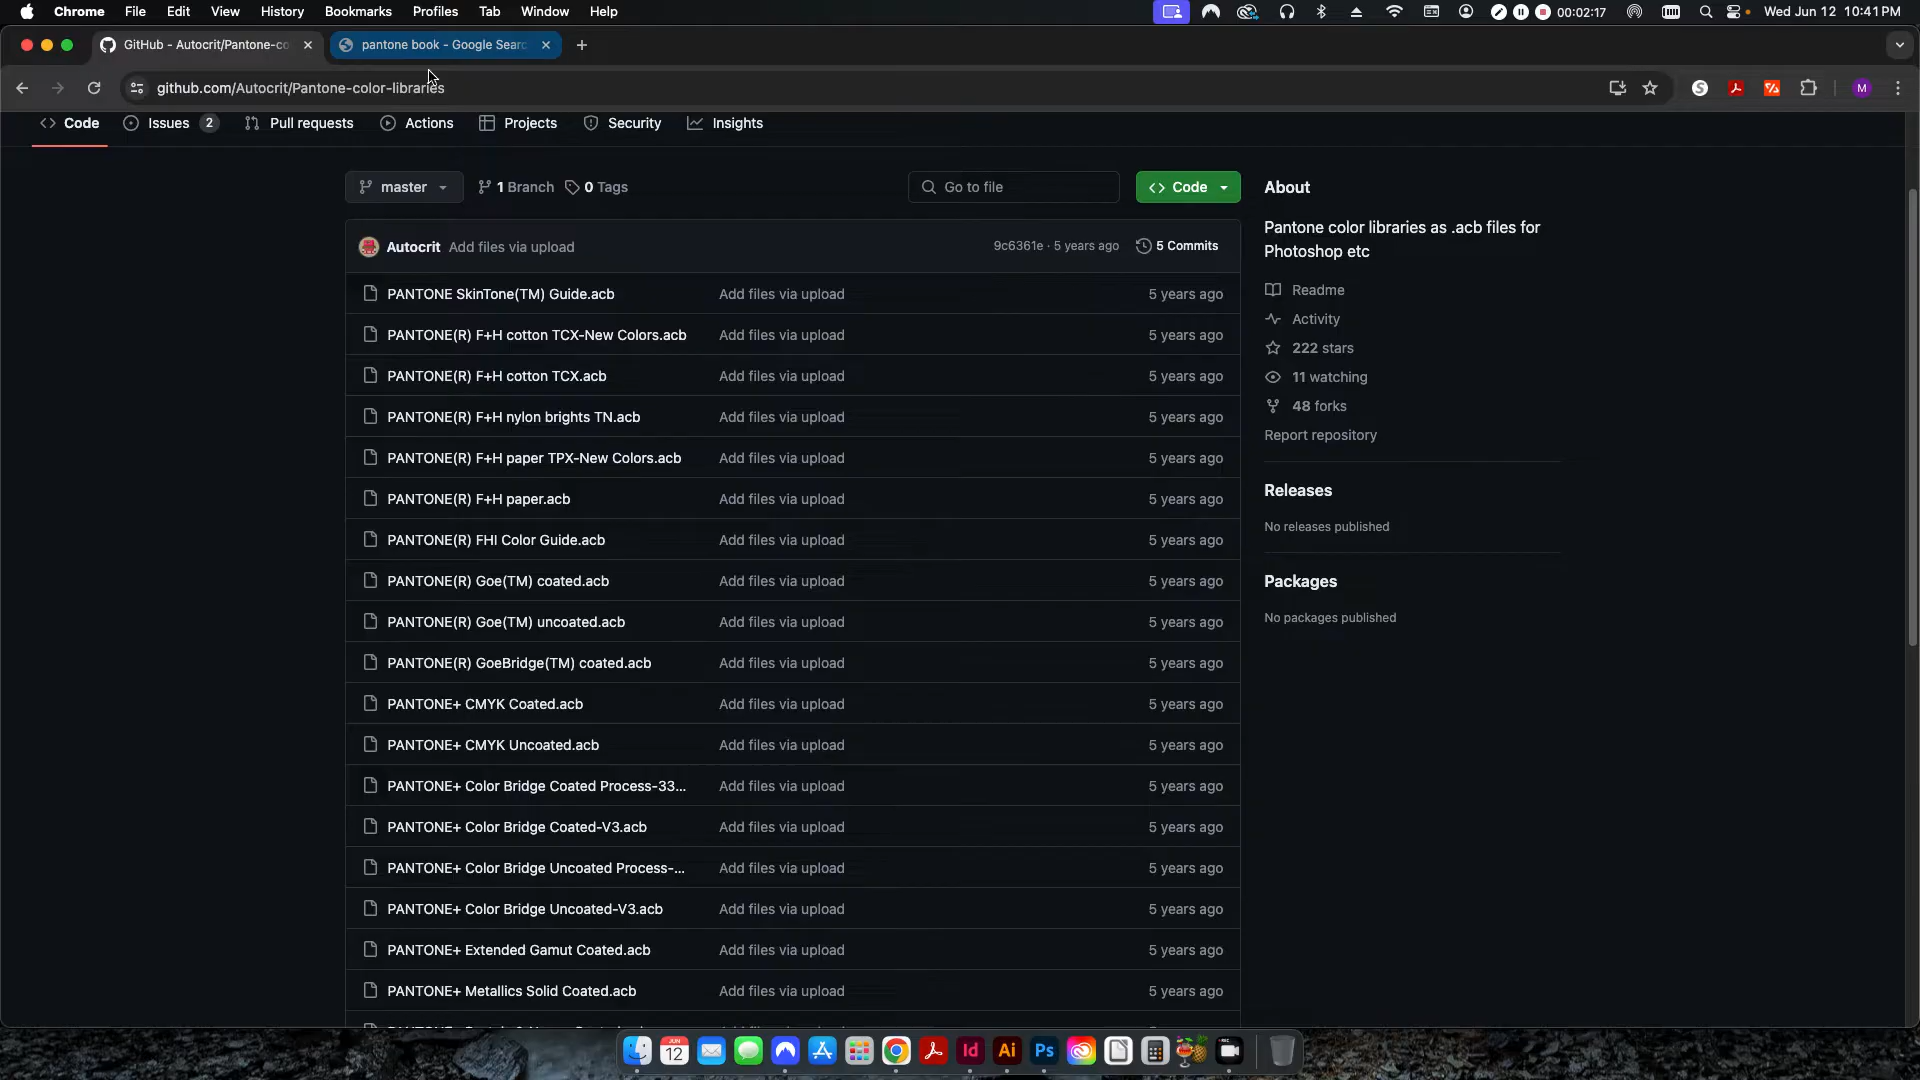 Chrome File Edit View History Bookmarks Profiles Tab Window Help 00:02:17 Wed Jun 12 10:41 PM
GitHub - Autocrit/Pantone-co pantone book - Google Searc
github.com/Autocrit/Pantone-color-libraries M
Code Issues 2 Pull requests Actions Projects Security Insights
master 1 Branch 0 Tags Go to file Code
Autocrit Add files via upload 9c6361e · 5 years ago 5 Commits
PANTONE SkinTone(TM) Guide.acb Add files via upload 5 years ago
PANTONE(R) F+H cotton TCX-New Colors.acb Add files via upload 5 years ago
PANTONE(R) F+H cotton TCX.acb Add files via upload 5 years ago
PANTONE(R) F+H nylon brights TN.acb Add files via upload 5 years ago
PANTONE(R) F+H paper TPX-New Colors.acb Add files via upload 5 years ago
PANTONE(R) F+H paper.acb Add files via upload 5 years ago
PANTONE(R) FHI Color Guide.acb Add files via upload 5 years ago
PANTONE(R) Goe(TM) coated.acb Add files via upload 5 years ago
PANTONE(R) Goe(TM) uncoated.acb Add files via upload 5 years ago
PANTONE(R) GoeBridge(TM) coated.acb Add files via upload 5 years ago
PANTONE+ CMYK Coated.acb Add files via upload 5 years ago
PANTONE+ CMYK Uncoated.acb Add files via upload 5 years ago
PANTONE+ Color Bridge Coated Process-33... Add files via upload 5 years ago
PANTONE+ Color Bridge Coated-V3.acb Add files via upload 5 years ago
PANTONE+ Color Bridge Uncoated Process-... Add files via upload 5 years ago
PANTONE+ Color Bridge Uncoated-V3.acb Add files via upload 5 years ago
PANTONE+ Extended Gamut Coated.acb Add files via upload 5 years ago
PANTONE+ Metallics Solid Coated.acb Add files via upload 5 years ago
About
Pantone color libraries as .acb files for
Photoshop etc
Readme
Activity
222 stars
11 watching
48 forks
Report repository
Releases
No releases published
Packages
No packages published
JUN
12 Id Ai Ps